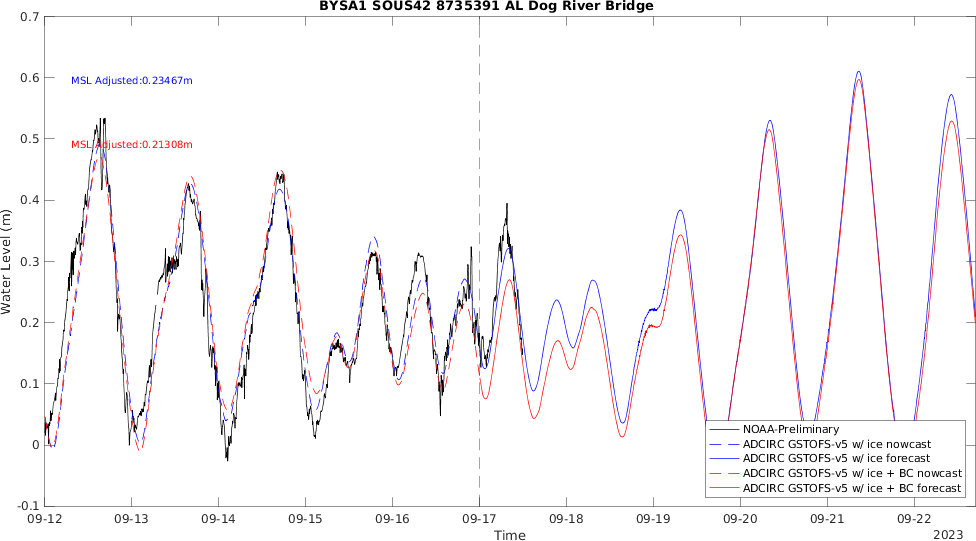 BYSA1 SOUS42 8735391 AL Dog River Bridge
0.7
0.6
0.5
0.4
0.3
0.2
0.1
0
-0.1
Water Level (m)
MSL Adjusted:0.23467m
MSL Adjusted:0.21308m
NOAA-Preliminary
ADCIRC GSTOFS-v5 w/ ice nowcast
ADCIRC GSTOFS-v5 w/ ice forecast
ADCIRC GSTOFS-v5 w/ ice + BC nowcast
ADCIRC GSTOFS-v5 w/ ice + BC forecast
09-12 09-13 09-14 09-15 09-16 09-17 09-18 09-19 09-20 09-21 09-22
Time
2023